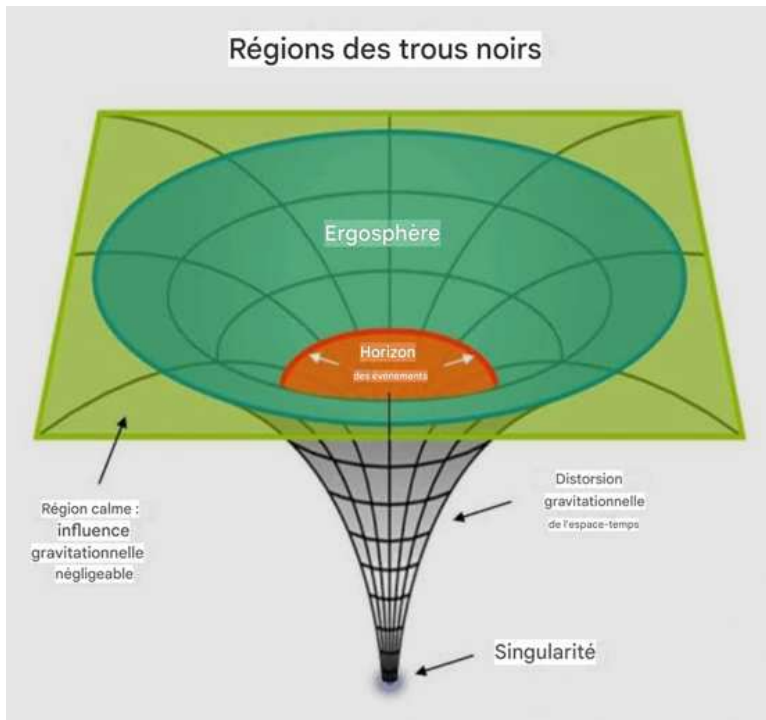 Régions des trous noirs
Ergosphère
Horizon
des événements
Région calme :
influence
gravitationnelle
négligeable
Distorsion
gravitationnelle
de l'espace-temps
Singularité